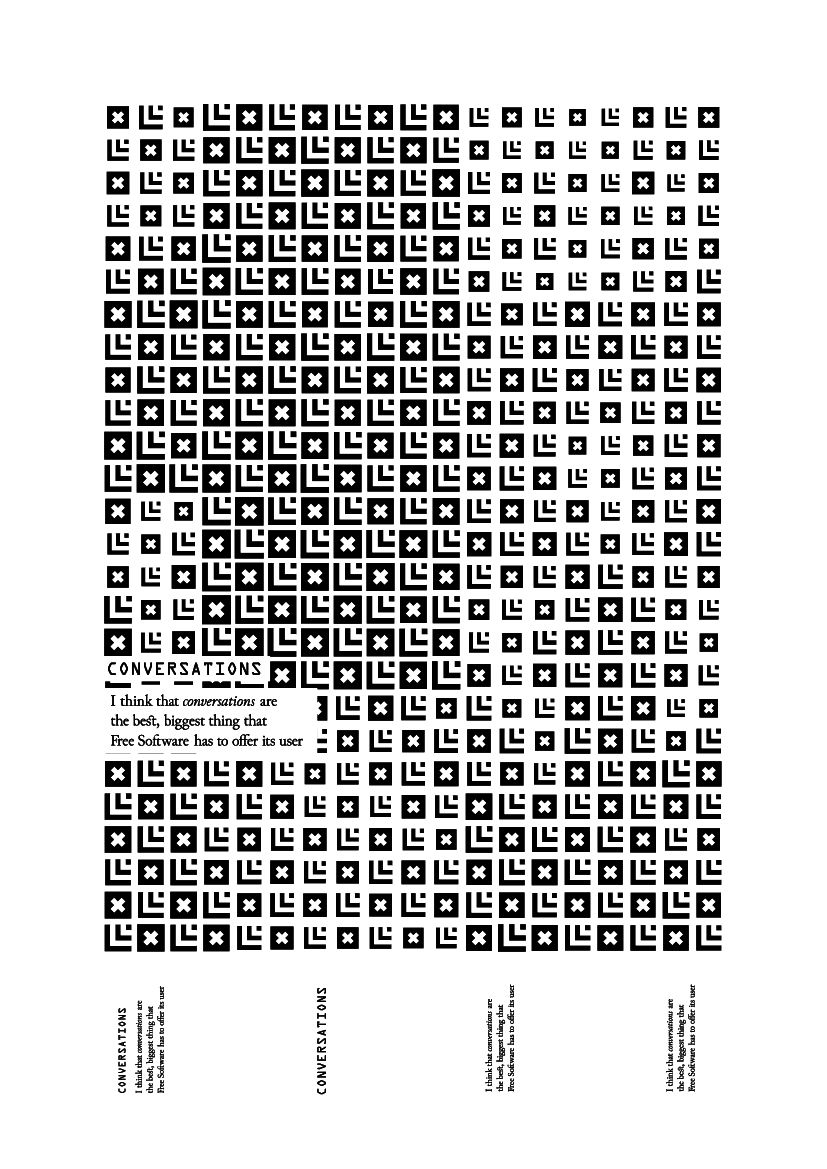 CONVERSATIONS
I think that conversations are
the best, biggest thing that
Free Software has to offer its user
CONVERSATIONS
I think that conversations are
the best, biggest thing that
Free Software has to offer its user
CONVERSATIONS
I think that conversations are
the best, biggest thing that
Free Software has to offer its user
I think that conversations are
the best, biggest thing that
Free Software has to offer its user